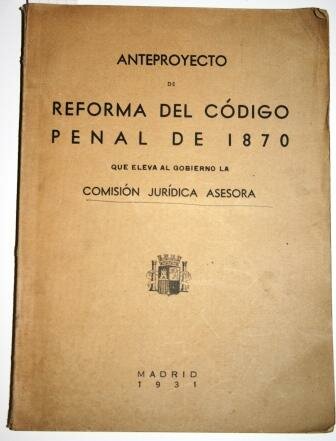 ANTEPROYECTO
DE
REFORMA DEL CÓDIGO
PENAL DE 1870
QUE ELEVA AL GOBIERNO LA
COMISIÓN JURÍDICA ASESORA
MADRID
1931